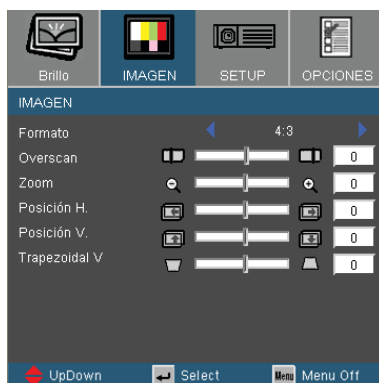 Brillo IMAGEN SETUP OPCIONES
IMAGEN
Formato 4:3
Overscan 0
Zoom 0
Posición H. 0
Posición V. 0
Trapezoidal V 0
UpDown Select Menu Menu Off